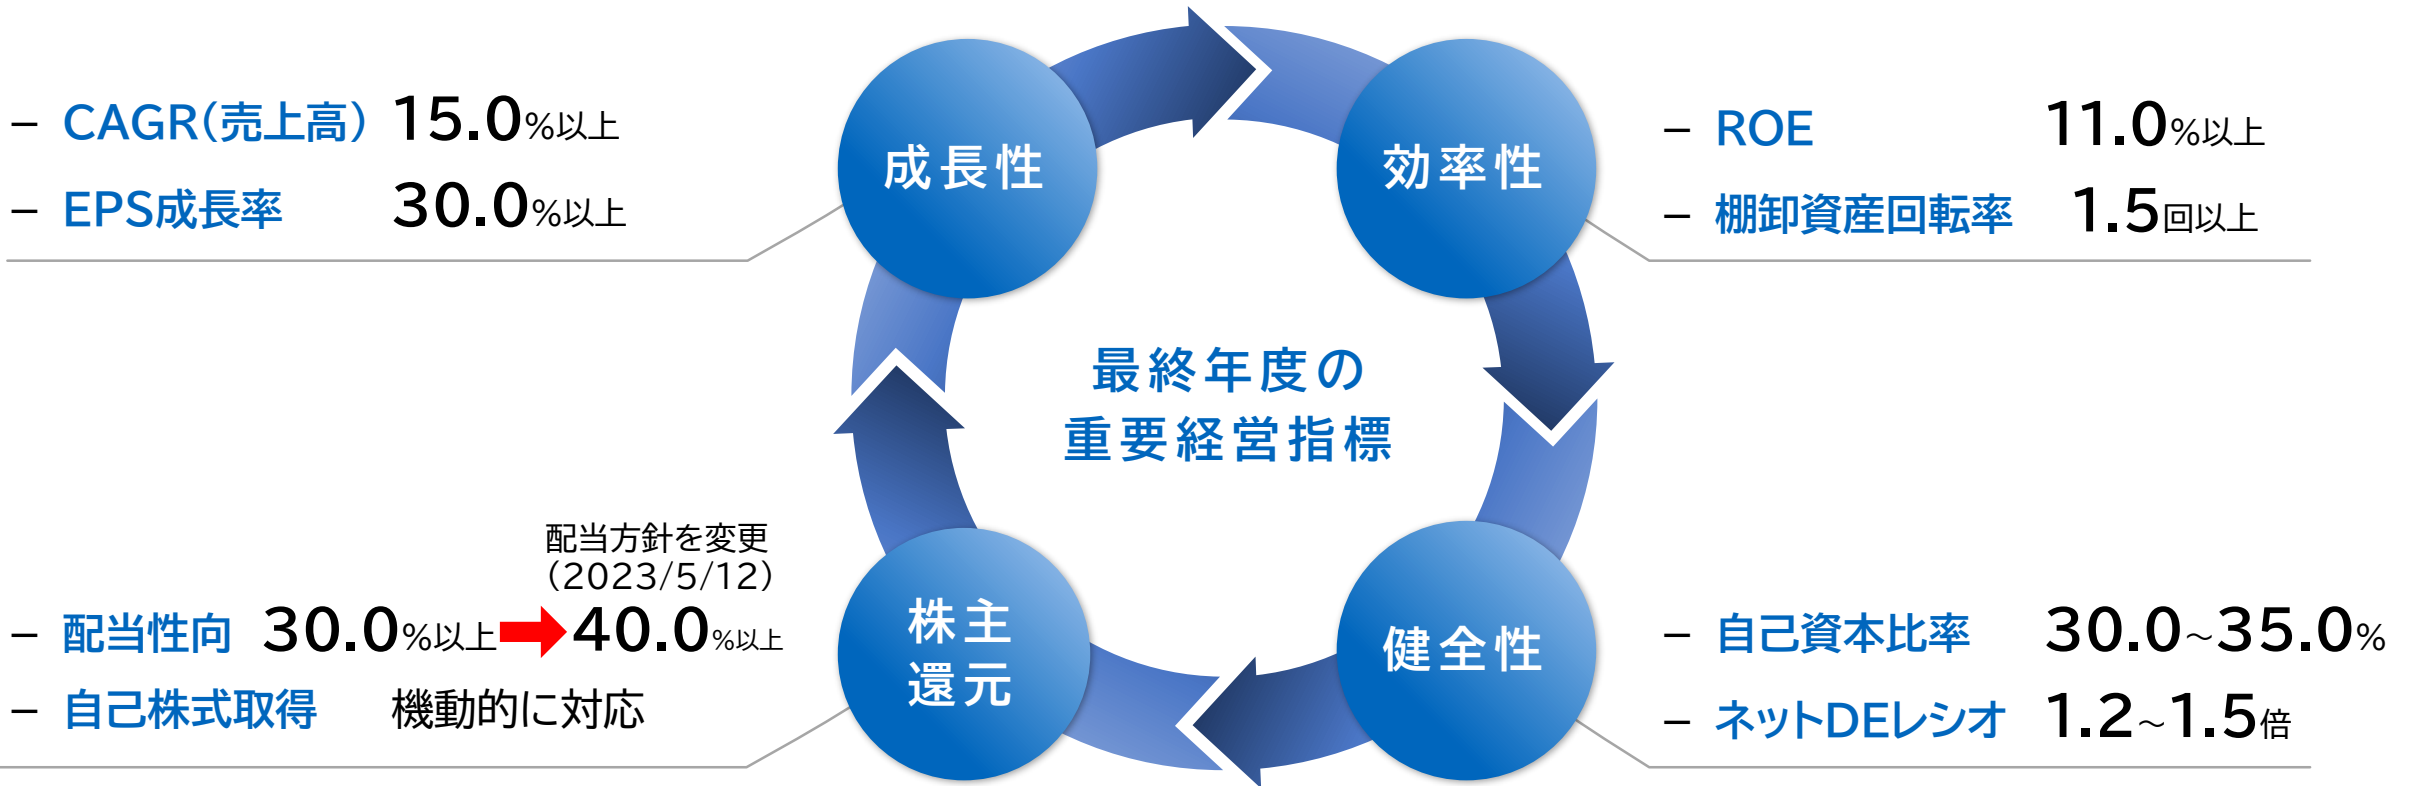 – CAGR（売上高） 15.0%以上
– EPS成長率 30.0%以上
成長性
効率性
– ROE 11.0%以上
– 棚卸資産回転率 1.5回以上
最終年度の
重要経営指標
配当方針を変更
（2023/5/12）
– 配当性向 30.0%以上 40.0%以上
– 自己株式取得 機動的に対応
株主
還元
健全性
– 自己資本比率 30.0～35.0%
– ネットDEレシオ 1.2～1.5倍